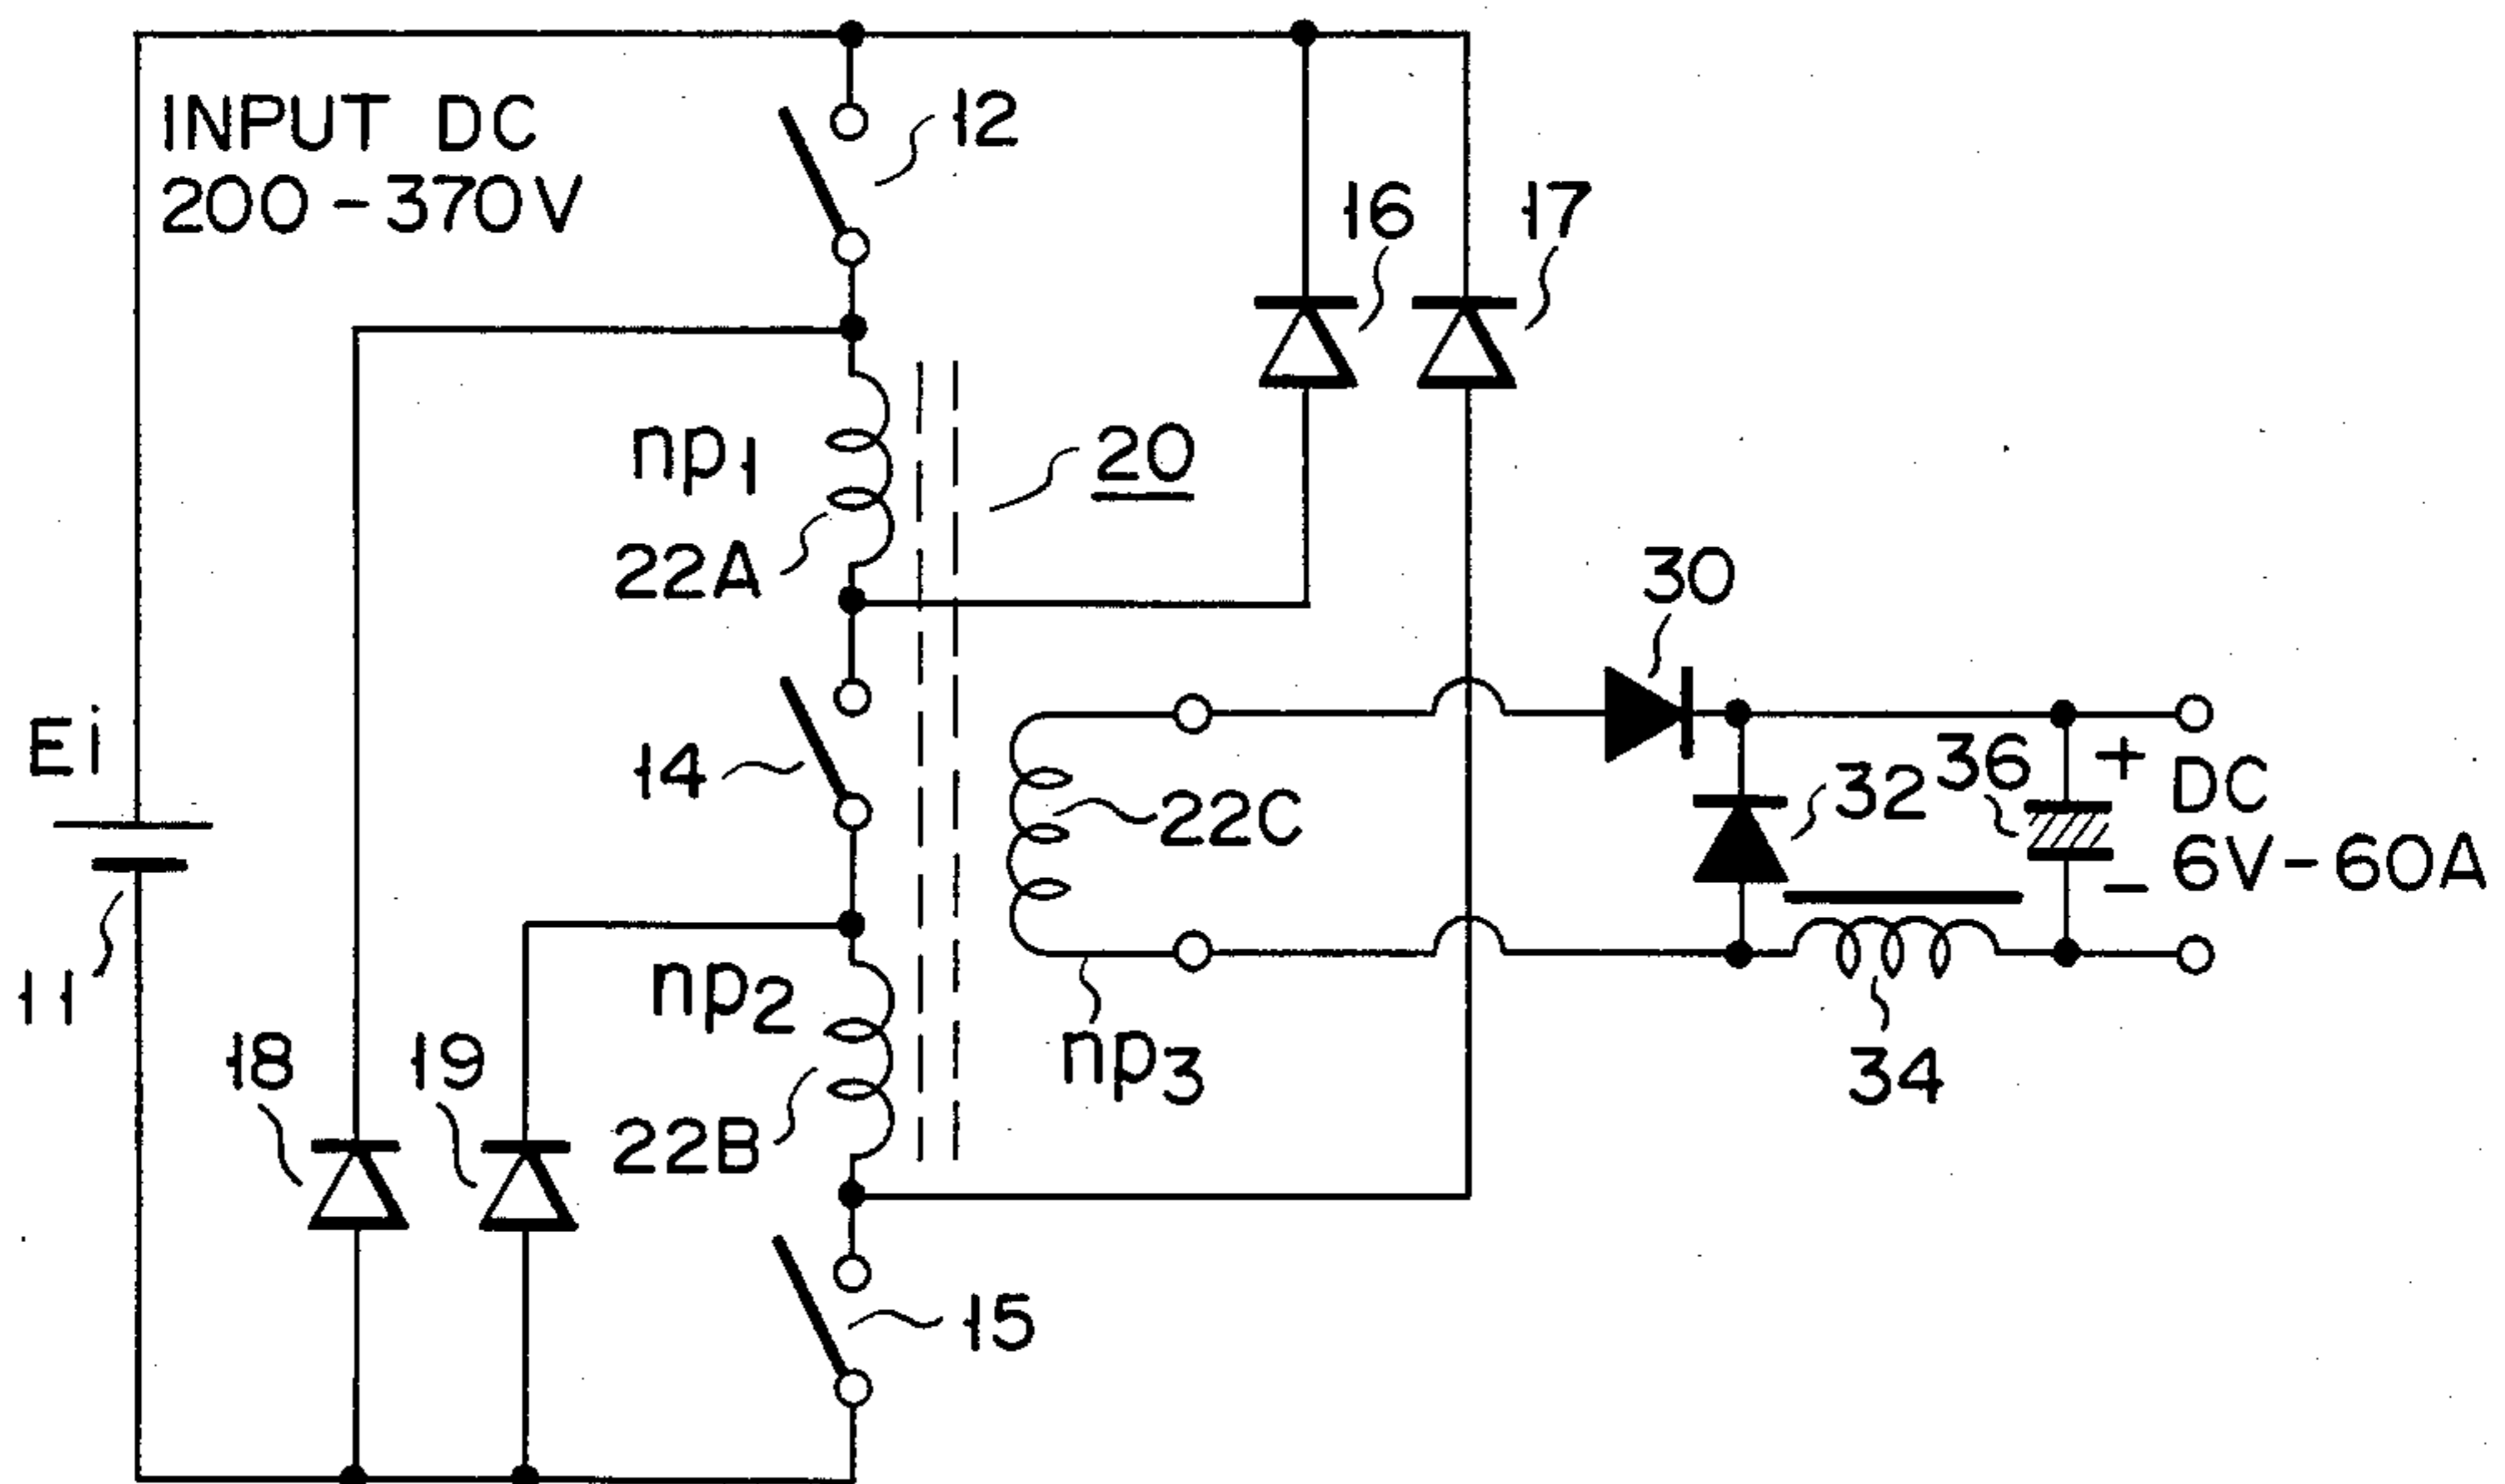 INPUT DC
200-370V
12
16
17
np1
20
22A
30
Ei
14
22C
32
36
+
DC
6V-60A
-
11
np2
18
19
np3
34
22B
15